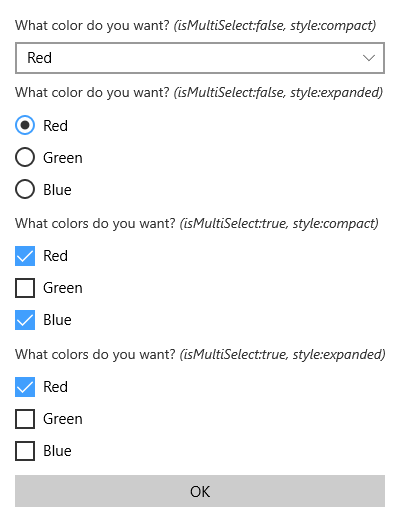 What color do you want? (isMultiSelect:false, style:compact)
Red
What color do you want? (isMultiSelect:false, style:expanded)
Red
Green
Blue
What colors do you want? (isMultiSelect:true, style:compact)
Red
Green
Blue
What colors do you want? (isMultiSelect:true, style:expanded)
Red
Green
Blue
OK